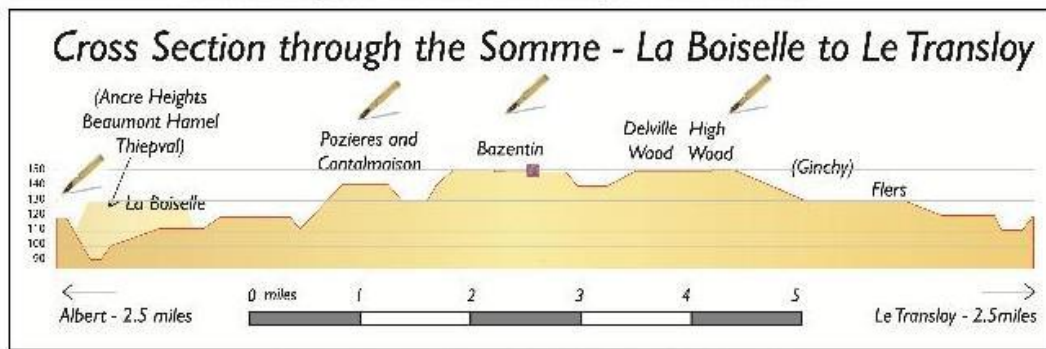 Cross Section through the Somme - La Boiselle to Le Transloy
(Ancre Heights
Beaumont Hamel
Thiepval)
La Boiselle
Pozieres and
Contalmaison
Bazentin
Delville
Wood
High
Wood
(Ginchy)
Flers
150
140
130
120
110
100
90
0 miles 1 2 3 4 5
Albert - 2.5 miles
Le Transloy - 2.5miles